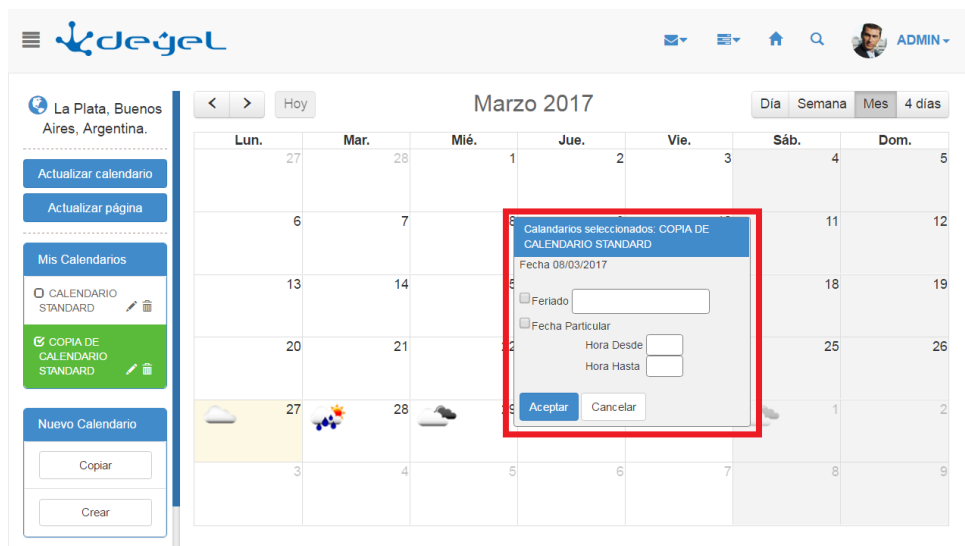 deyel
ADMIN
La Plata, Buenos
Aires, Argentina.
Actualizar calendario
Actualizar página
Mis Calendarios
CALENDARIO
STANDARD
COPIA DE
CALENDARIO
STANDARD
Nuevo Calendario
Copiar
Crear
Hoy
Marzo 2017
Día Semana Mes 4 días
Lun. Mar. Mié. Jue. Vie. Sáb. Dom.
27 28 1 2 3 4 5
6 7 11 12
13 14 18 19
20 21 25 26
27 28 1 2
3 4 5 6 7 8 9
Calandarios seleccionados: COPIA DE
CALENDARIO STANDARD
Fecha 08/03/2017
Feriado
Fecha Particular
Hora Desde
Hora Hasta
Aceptar Cancelar